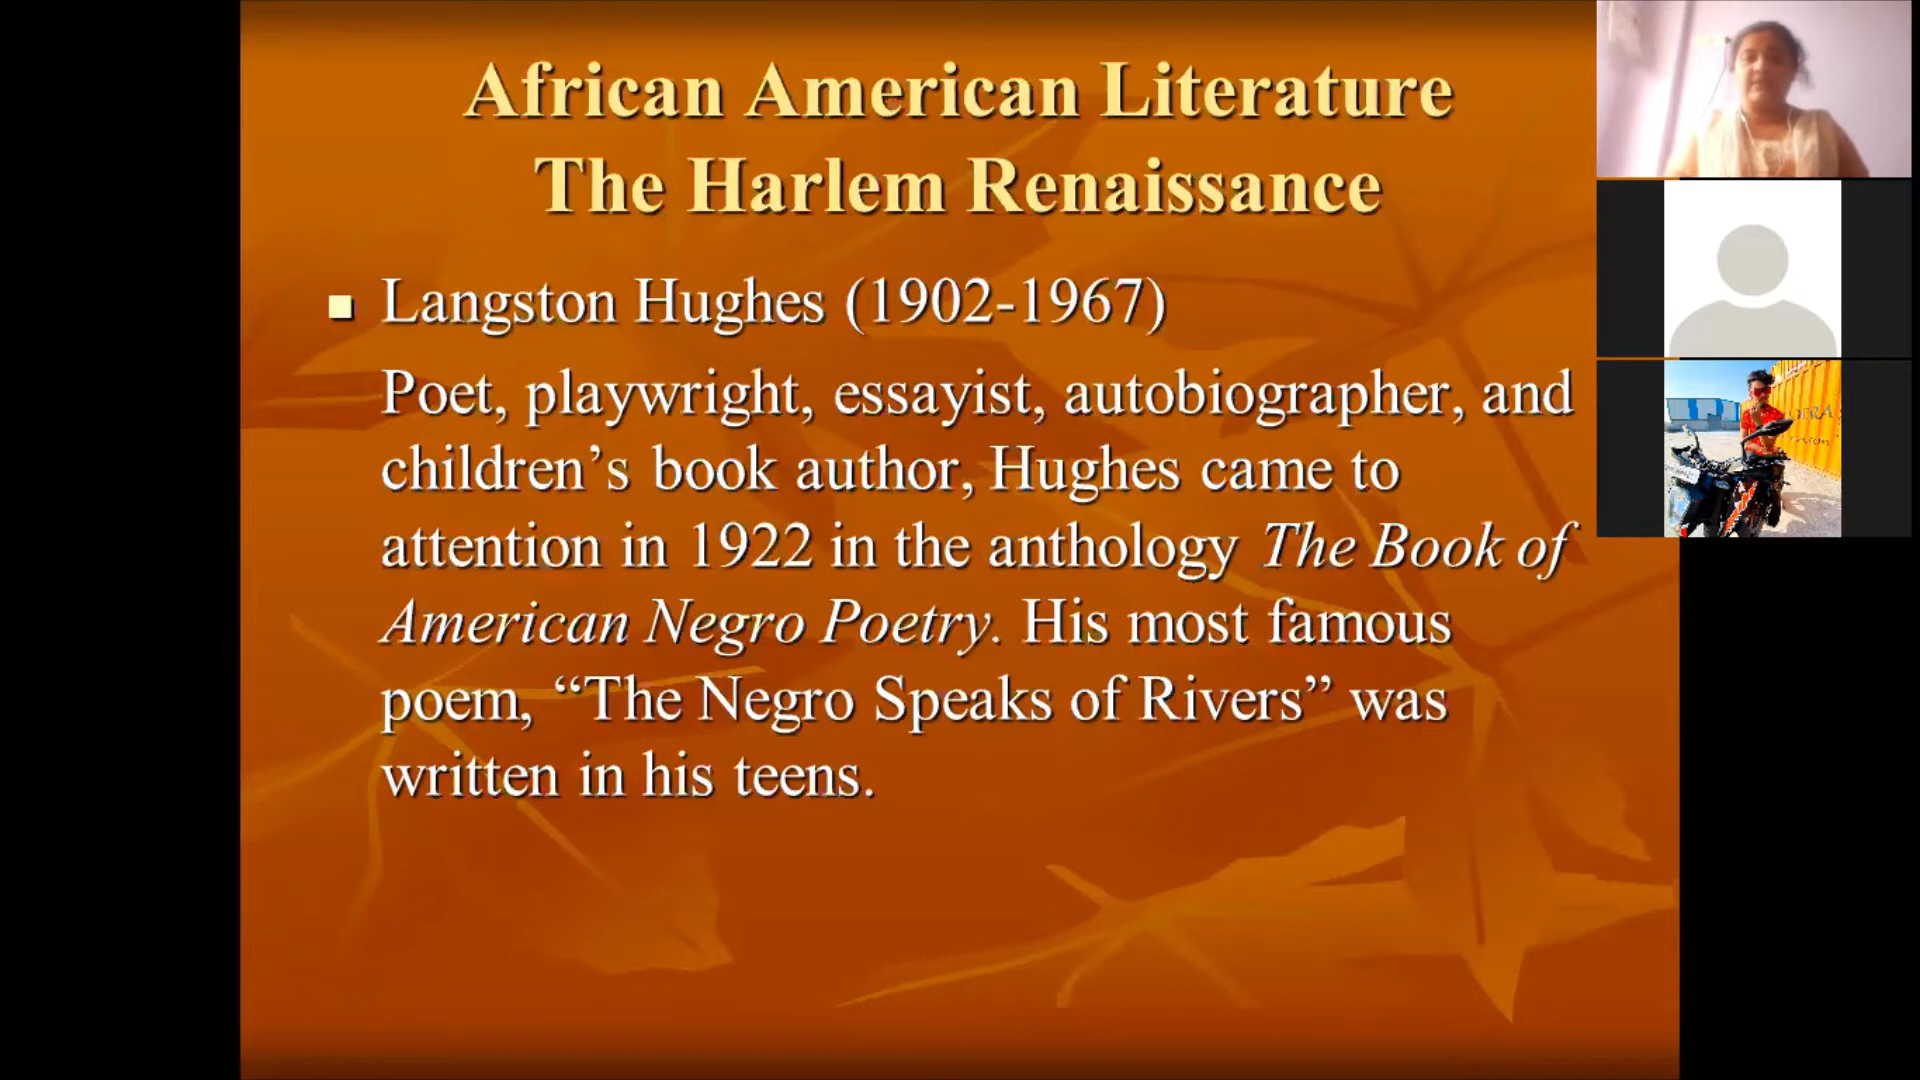 African American Literature
The Harlem Renaissance
Langston Hughes (1902-1967)
Poet, playwright, essayist, autobiographer, and
children’s book author, Hughes came to
attention in 1922 in the anthology The Book of
American Negro Poetry. His most famous
poem, “The Negro Speaks of Rivers” was
written in his teens.